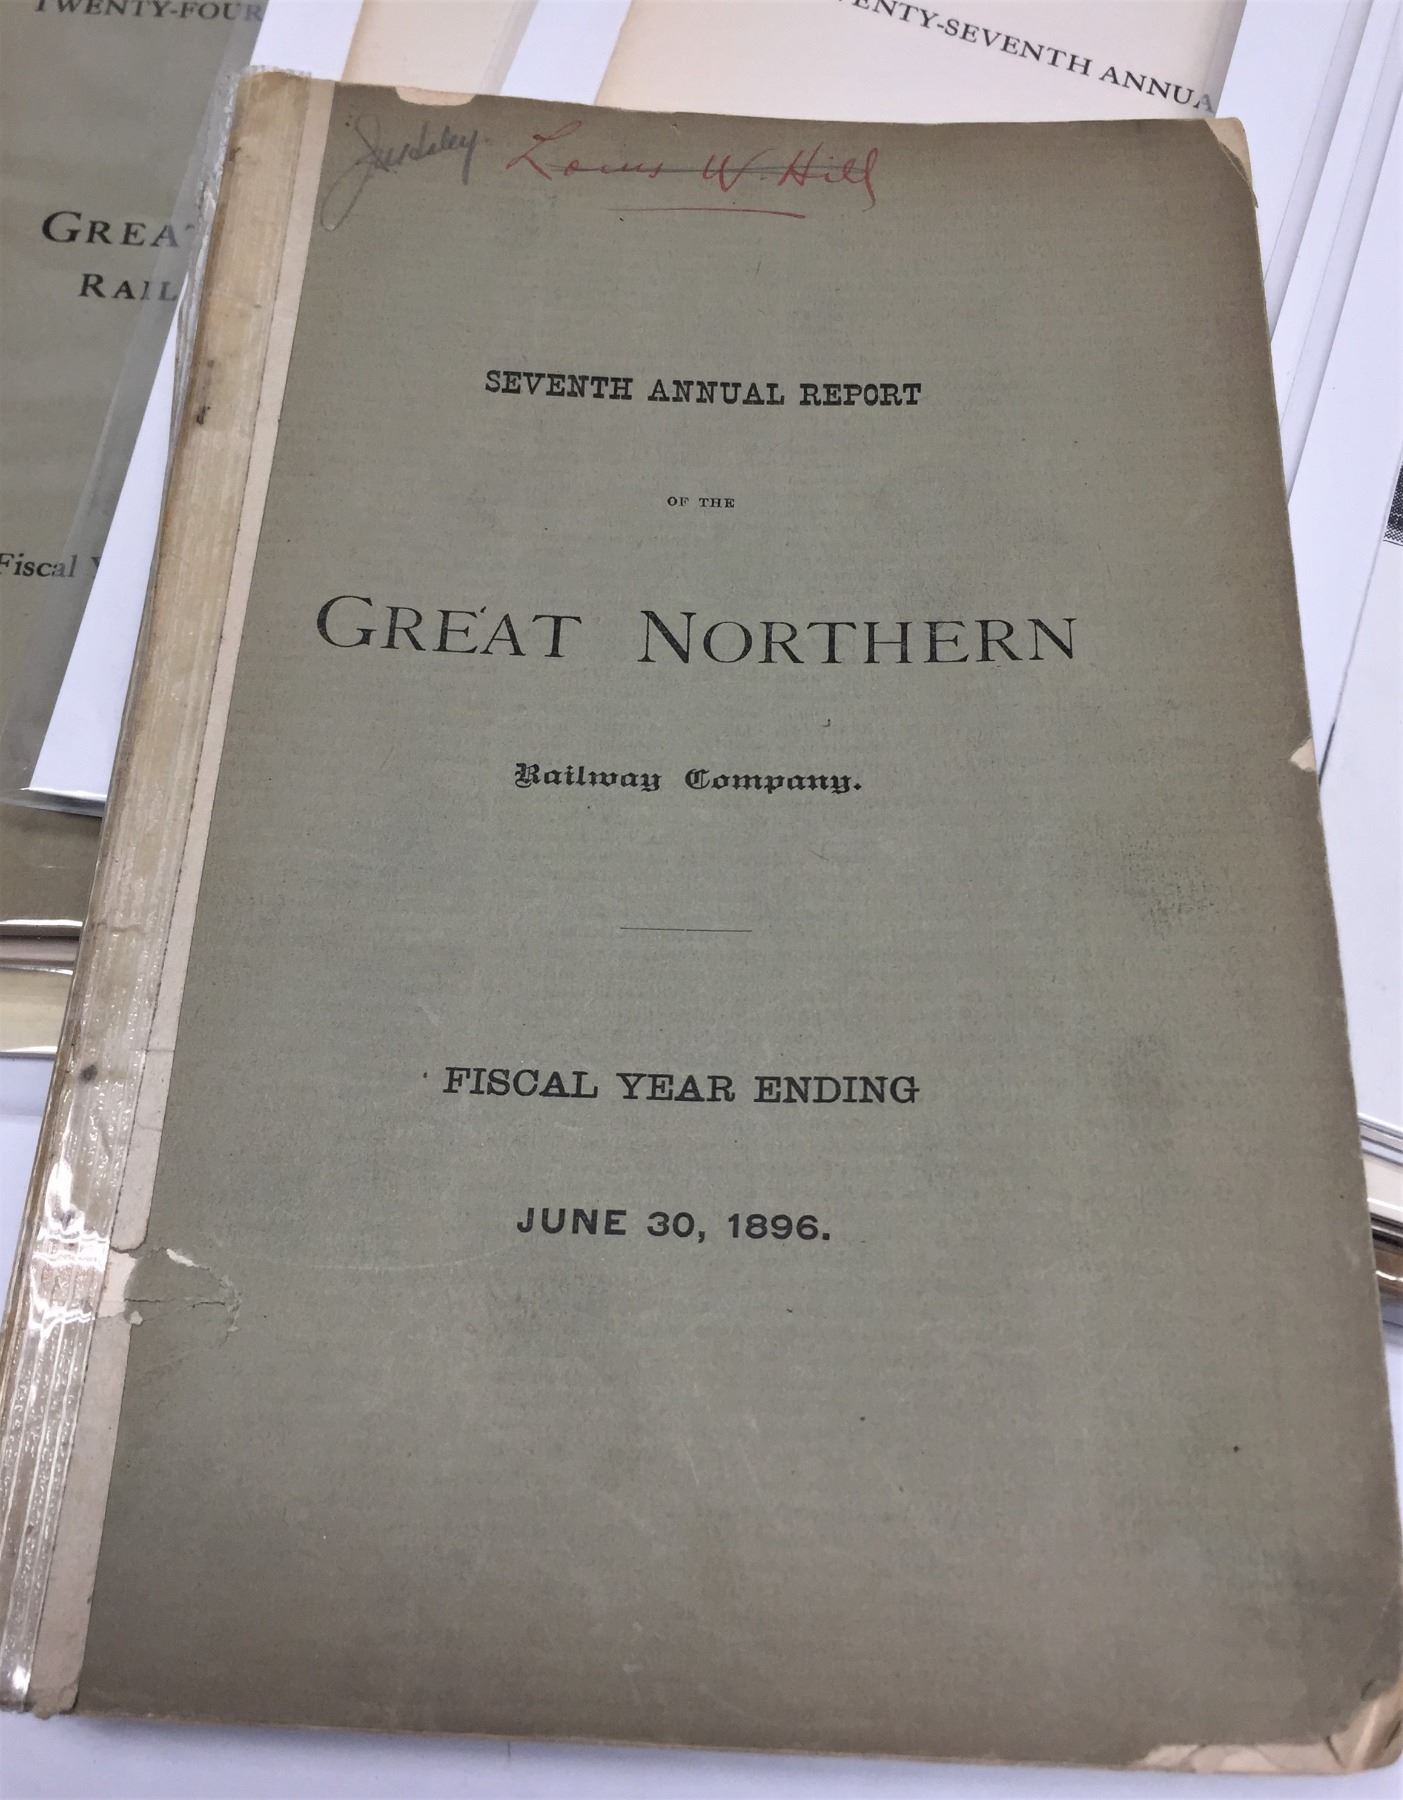 TWENTY-FOUR
ENTY-SEVENTH ANNUA
GREAT
RAIL
Fiscal
Louis W. Hill
SEVENTH ANNUAL REPORT
OF THE
GREAT NORTHERN
Railway Company.
FISCAL YEAR ENDING
JUNE 30, 1896.